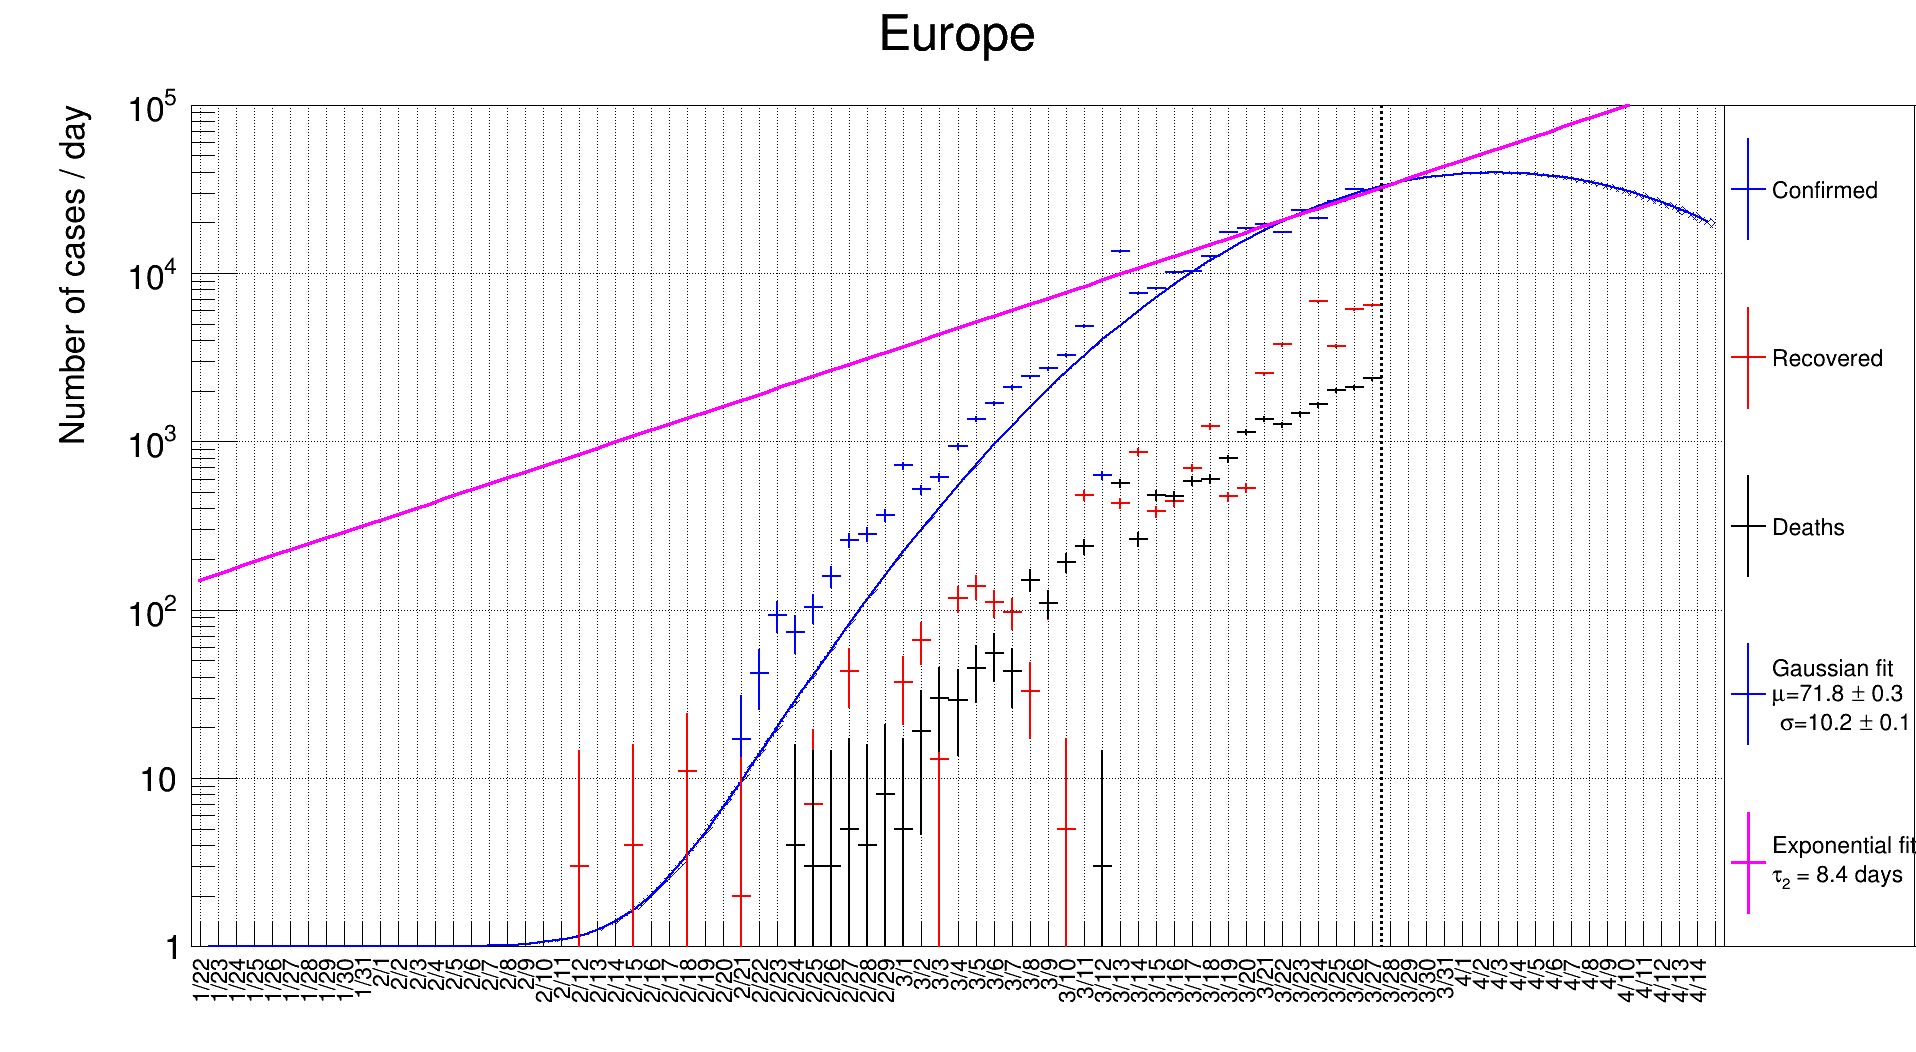 Europe
Number of cases / day
10^5
10^4
10^3
10^2
10
1
1/22 1/23 1/24 1/25 1/26 1/27 1/28 1/29 1/30 1/31 2/1 2/2 2/3 2/4 2/5 2/6 2/7 2/8 2/9 2/10 2/11 2/12 2/13 2/14 2/15 2/16 2/17 2/18 2/19 2/20 2/21 2/22 2/23 2/24 2/25 2/26 2/27 2/28 2/29 3/1 3/2 3/3 3/4 3/5 3/6 3/7 3/8 3/9 3/10 3/11 3/12 3/13 3/14 3/15 3/16 3/17 3/18 3/19 3/20 3/21 3/22 3/23 3/24 3/25 3/26 3/27 3/28 3/29 3/30 3/31 4/1 4/2 4/3 4/4 4/5 4/6 4/7 4/8 4/9 4/10 4/11 4/12 4/13 4/14
Confirmed
Recovered
Deaths
Gaussian fit
μ=71.8 ± 0.3
σ=10.2 ± 0.1
Exponential fit
τ₂ = 8.4 days